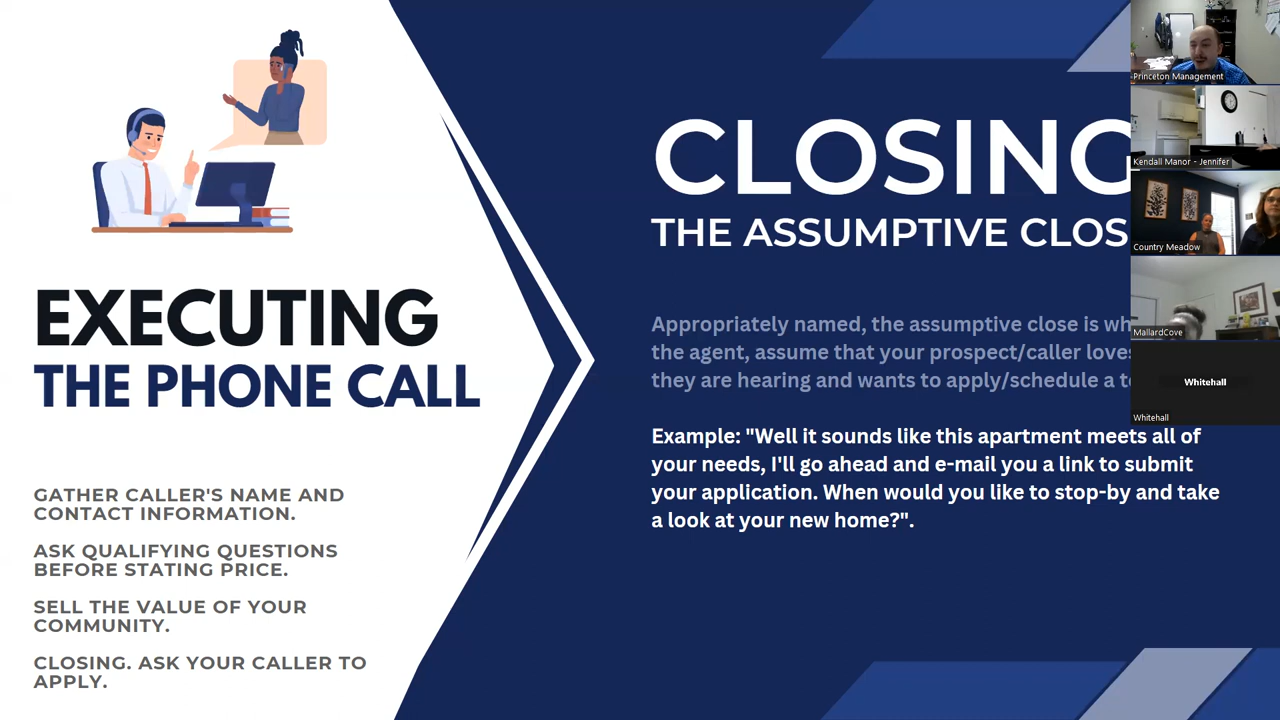 EXECUTING
THE PHONE CALL
GATHER CALLER'S NAME AND
CONTACT INFORMATION.
ASK QUALIFYING QUESTIONS
BEFORE STATING PRICE.
SELL THE VALUE OF YOUR
COMMUNITY.
CLOSING. ASK YOUR CALLER TO
APPLY.
CLOSING
THE ASSUMPTIVE CLOS
Appropriately named, the assumptive close is wh
the agent, assume that your prospect/caller loves
they are hearing and wants to apply/schedule a t
Example: "Well it sounds like this apartment meets all of
your needs, I'll go ahead and e-mail you a link to submit
your application. When would you like to stop-by and take
a look at your new home?".
Princeton Management
Kendall Manor - Jennifer
Country Meadow
MallardCove
Whitehall
Whitehall